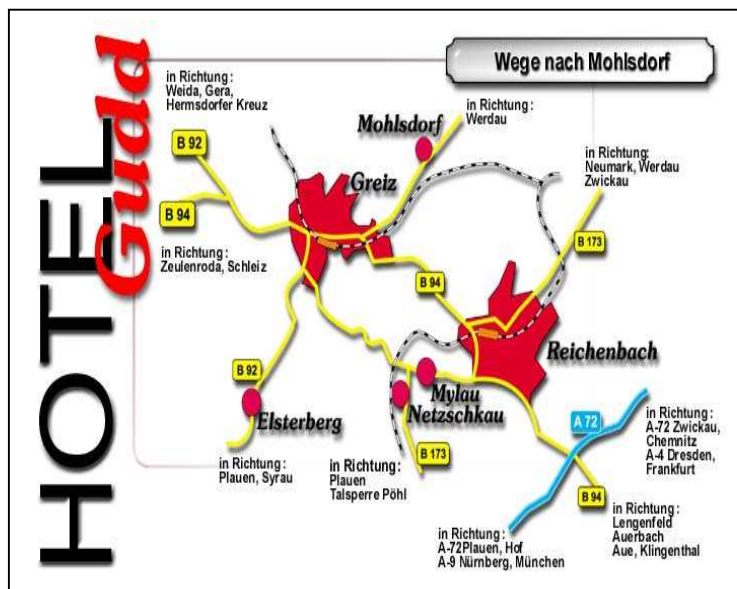 HOTEL
Gudd
Wege nach Mohlsdorf
in Richtung :
Weida, Gera,
Hermsdorfer Kreuz
in Richtung :
Werdau
Mohlsdorf
B 92
Greiz
in Richtung:
Neumark, Werdau
Zwickau
B 94
B 173
in Richtung :
Zeulenroda, Schleiz
B 94
Reichenbach
B 92
Mylau
Netzschkau
Elsterberg
A 72
in Richtung :
A-72 Zwickau,
Chemnitz
A-4 Dresden,
Frankfurt
in Richtung :
Plauen, Syrau
in Richtung :
Plauen
Talsperre Pöhl
B 173
B 94
in Richtung :
Lengenfeld
Auerbach
Aue, Klingenthal
in Richtung :
A-72Plauen, Hof
A-9 Nürnberg, München